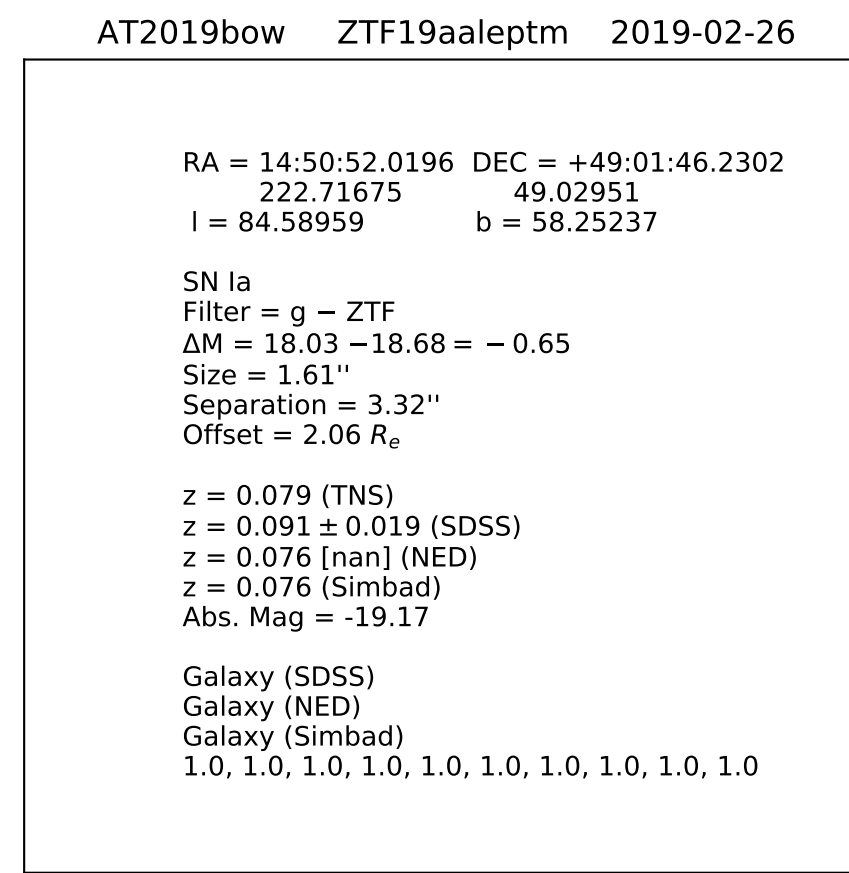 AT2019bow ZTF19aaleptm 2019-02-26
RA = 14:50:52.0196 DEC = +49:01:46.2302
222.71675 49.02951
l = 84.58959 b = 58.25237
SN Ia
Filter = g − ZTF
ΔM = 18.03 −18.68 = − 0.65
Size = 1.61''
Separation = 3.32''
Offset = 2.06 Re
z = 0.079 (TNS)
z = 0.091 ± 0.019 (SDSS)
z = 0.076 [nan] (NED)
z = 0.076 (Simbad)
Abs. Mag = -19.17
Galaxy (SDSS)
Galaxy (NED)
Galaxy (Simbad)
1.0, 1.0, 1.0, 1.0, 1.0, 1.0, 1.0, 1.0, 1.0, 1.0